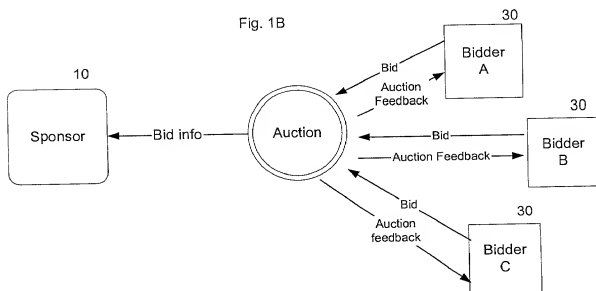 Fig. 1B
30
Bidder
A
Bid
Auction
Feedback
10
Sponsor
Bid info
Auction
30
Bidder
B
Bid
Auction Feedback
Bid
Auction
feedback
30
Bidder
C